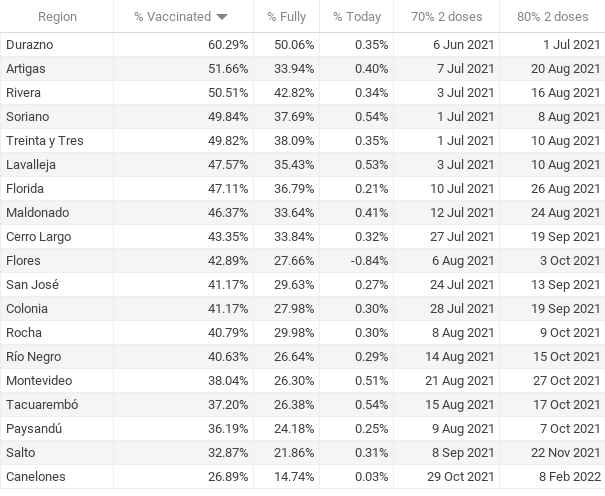 Region % Vaccinated % Fully % Today 70% 2 doses 80% 2 doses
Durazno 60.29% 50.06% 0.35% 6 Jun 2021 1 Jul 2021
Artigas 51.66% 33.94% 0.40% 7 Jul 2021 20 Aug 2021
Rivera 50.51% 42.82% 0.34% 3 Jul 2021 16 Aug 2021
Soriano 49.84% 37.69% 0.54% 1 Jul 2021 8 Aug 2021
Treinta y Tres 49.82% 38.09% 0.35% 1 Jul 2021 10 Aug 2021
Lavalleja 47.57% 35.43% 0.53% 3 Jul 2021 10 Aug 2021
Florida 47.11% 36.79% 0.21% 10 Jul 2021 26 Aug 2021
Maldonado 46.37% 33.64% 0.41% 12 Jul 2021 24 Aug 2021
Cerro Largo 43.35% 33.84% 0.32% 27 Jul 2021 19 Sep 2021
Flores 42.89% 27.66% -0.84% 6 Aug 2021 3 Oct 2021
San José 41.17% 29.63% 0.27% 24 Jul 2021 13 Sep 2021
Colonia 41.17% 27.98% 0.30% 28 Jul 2021 19 Sep 2021
Rocha 40.79% 29.98% 0.30% 8 Aug 2021 9 Oct 2021
Río Negro 40.63% 26.64% 0.29% 14 Aug 2021 15 Oct 2021
Montevideo 38.04% 26.30% 0.51% 21 Aug 2021 27 Oct 2021
Tacuarembó 37.20% 26.38% 0.54% 15 Aug 2021 17 Oct 2021
Paysandú 36.19% 24.18% 0.25% 9 Aug 2021 7 Oct 2021
Salto 32.87% 21.86% 0.31% 8 Sep 2021 22 Nov 2021
Canelones 26.89% 14.74% 0.03% 29 Oct 2021 8 Feb 2022